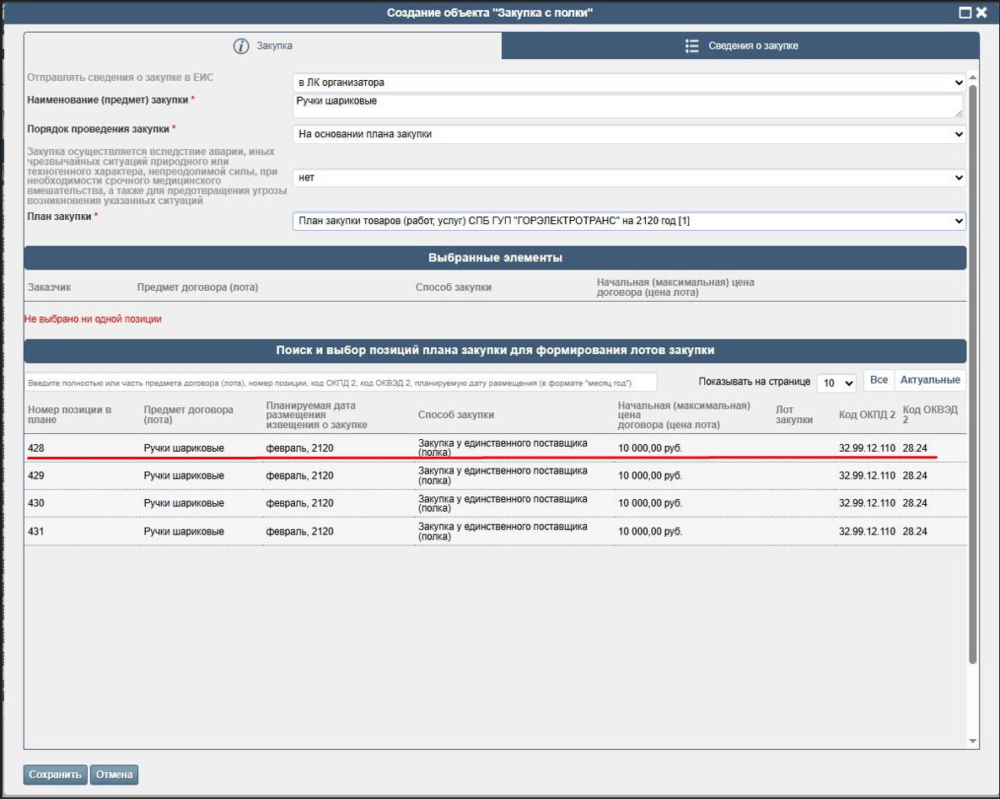 Создание объекта "Закупка с полки"
Закупка
Сведения о закупке
Отправлять сведения о закупке в ЕИС
в ЛК организатора
Наименование (предмет) закупки *
Ручки шариковые
Порядок проведения закупки *
На основании плана закупки
Закупка осуществляется вследствие аварии, иных
чрезвычайных ситуаций природного или
техногенного характера, непреодолимой силы, при
необходимости срочного медицинского
вмешательства, а также для предотвращения угрозы
возникновения указанных ситуаций
нет
План закупки *
План закупки товаров (работ, услуг) СПБ ГУП "ГОРЭЛЕКТРОТРАНС" на 2120 год [1]
Выбранные элементы
Заказчик
Предмет договора (лота)
Способ закупки
Начальная (максимальная) цена
договора (цена лота)
Не выбрано ни одной позиции
Поиск и выбор позиций плана закупки для формирования лотов закупки
Введите полностью или часть предмета договора (лота), номер позиции, код ОКПД 2, код ОКВЭД 2, планируемую дату размещения (в формате "месяц год")
Показывать на странице
10
Все
Актуальные
Номер позиции в
плане
Предмет договора
(лота)
Планируемая дата
размещения
извещения о закупке
Способ закупки
Начальная (максимальная)
цена
договора (цена лота)
Лот
закупки
Код ОКПД 2
Код ОКВЭД
2
428
Ручки шариковые
февраль, 2120
Закупка у единственного поставщика
(полка)
10 000,00 руб.
32.99.12.110
28.24
429
Ручки шариковые
февраль, 2120
Закупка у единственного поставщика
(полка)
10 000,00 руб.
32.99.12.110
28.24
430
Ручки шариковые
февраль, 2120
Закупка у единственного поставщика
(полка)
10 000,00 руб.
32.99.12.110
28.24
431
Ручки шариковые
февраль, 2120
Закупка у единственного поставщика
(полка)
10 000,00 руб.
32.99.12.110
28.24
Сохранить
Отмена